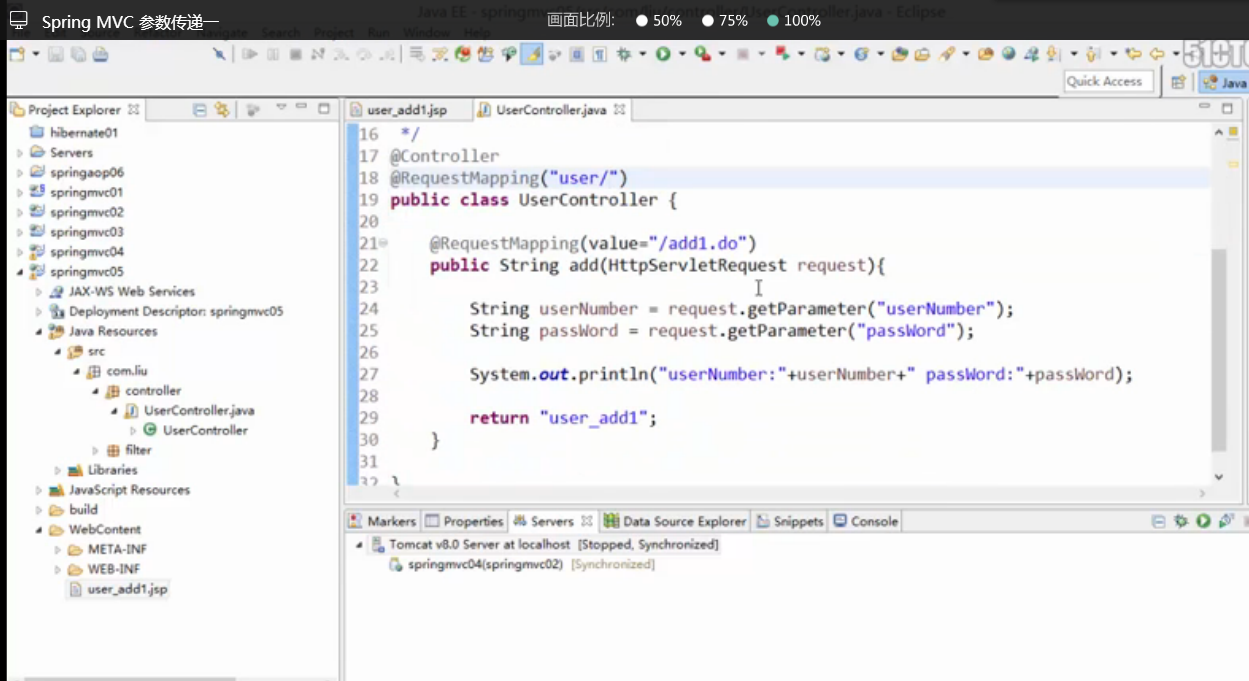 Java EE - springmvc05/src/com/liu/controller/UserController.java - Eclipse
Spring MVC 参数传递一
画面比例: 50% 75% 100%
Navigate Search Project Run Window Help
51CTO
Quick Access
Java
Project Explorer
hibernate01
Servers
springaop06
springmvc01
springmvc02
springmvc03
springmvc04
springmvc05
JAX-WS Web Services
Deployment Descriptor: springmvc05
Java Resources
src
com.liu
controller
UserController.java
UserController
filter
Libraries
JavaScript Resources
build
WebContent
META-INF
WEB-INF
user_add1.jsp
user_add1.jsp UserController.java
16 */
17 @Controller
18 @RequestMapping("user/")
19 public class UserController {
20
21 @RequestMapping(value="/add1.do")
22 public String add(HttpServletRequest request){
23
24 String userNumber = request.getParameter("userNumber");
25 String passWord = request.getParameter("passWord");
26
27 System.out.println("userNumber:"+userNumber+" passWord:"+passWord);
28
29 return "user_add1";
30 }
31
32 }
Markers Properties Servers Data Source Explorer Snippets Console
Tomcat v8.0 Server at localhost [Stopped, Synchronized]
springmvc04(springmvc02) [Synchronized]